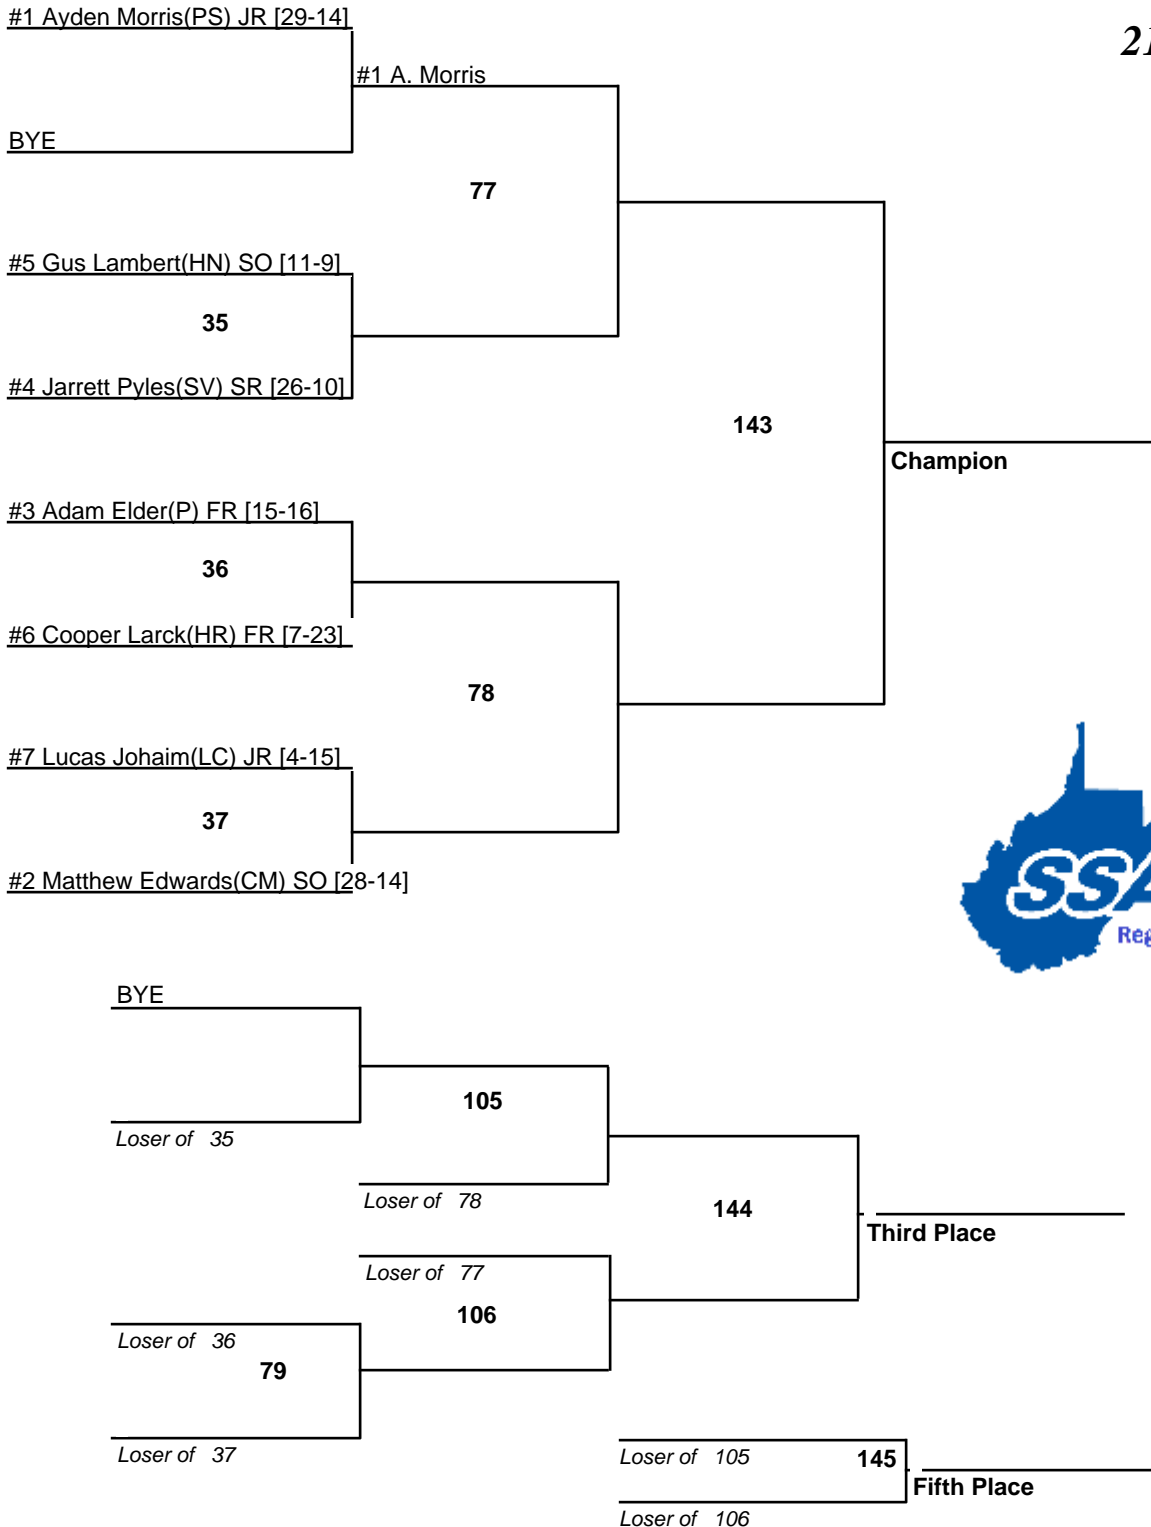 #1 Ayden Morris(PS) JR [29-14]
21
#1 A. Morris
BYE
77
#5 Gus Lambert(HN) SO [11-9]
35
#4 Jarrett Pyles(SV) SR [26-10]
143
Champion
#3 Adam Elder(P) FR [15-16]
36
#6 Cooper Larck(HR) FR [7-23]
78
#7 Lucas Johaim(LC) JR [4-15]
37
#2 Matthew Edwards(CM) SO [28-14]
SSA
Reg
BYE
105
Loser of 35
Loser of 78
144
Third Place
Loser of 77
106
Loser of 36
79
Loser of 37
Loser of 105
145
Fifth Place
Loser of 106